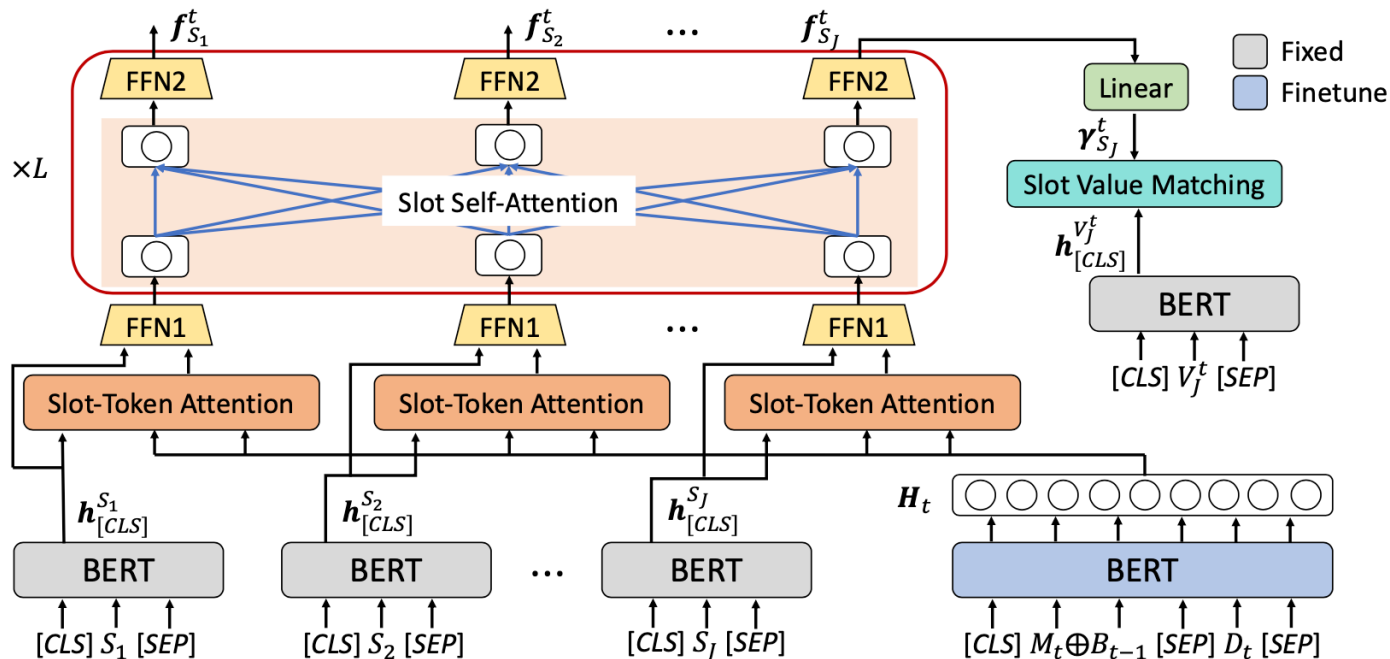 f^t_{S_1} f^t_{S_2} ... f^t_{S_J}
FFN2 FFN2 FFN2
Linear
Fixed
Finetune
γ^t_{S_J}
×L
Slot Self-Attention
Slot Value Matching
h^{V^t_J}_{[CLS]}
BERT
[CLS] V^t_J [SEP]
FFN1 FFN1 ... FFN1
Slot-Token Attention Slot-Token Attention Slot-Token Attention
h^{S_1}_{[CLS]} h^{S_2}_{[CLS]} h^{S_J}_{[CLS]} H_t
BERT BERT ... BERT BERT
[CLS] S_1 [SEP] [CLS] S_2 [SEP] [CLS] S_J [SEP] [CLS] M_t⊕B_{t−1} [SEP] D_t [SEP]